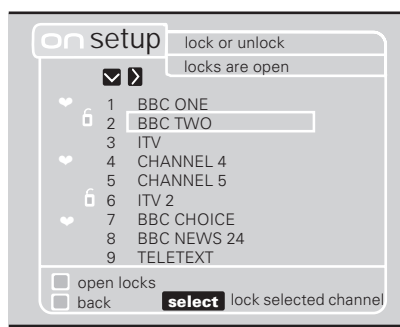 on setup lock or unlock
locks are open
1 BBC ONE
2 BBC TWO
3 ITV
4 CHANNEL 4
5 CHANNEL 5
6 ITV 2
7 BBC CHOICE
8 BBC NEWS 24
9 TELETEXT
open locks
back select lock selected channel